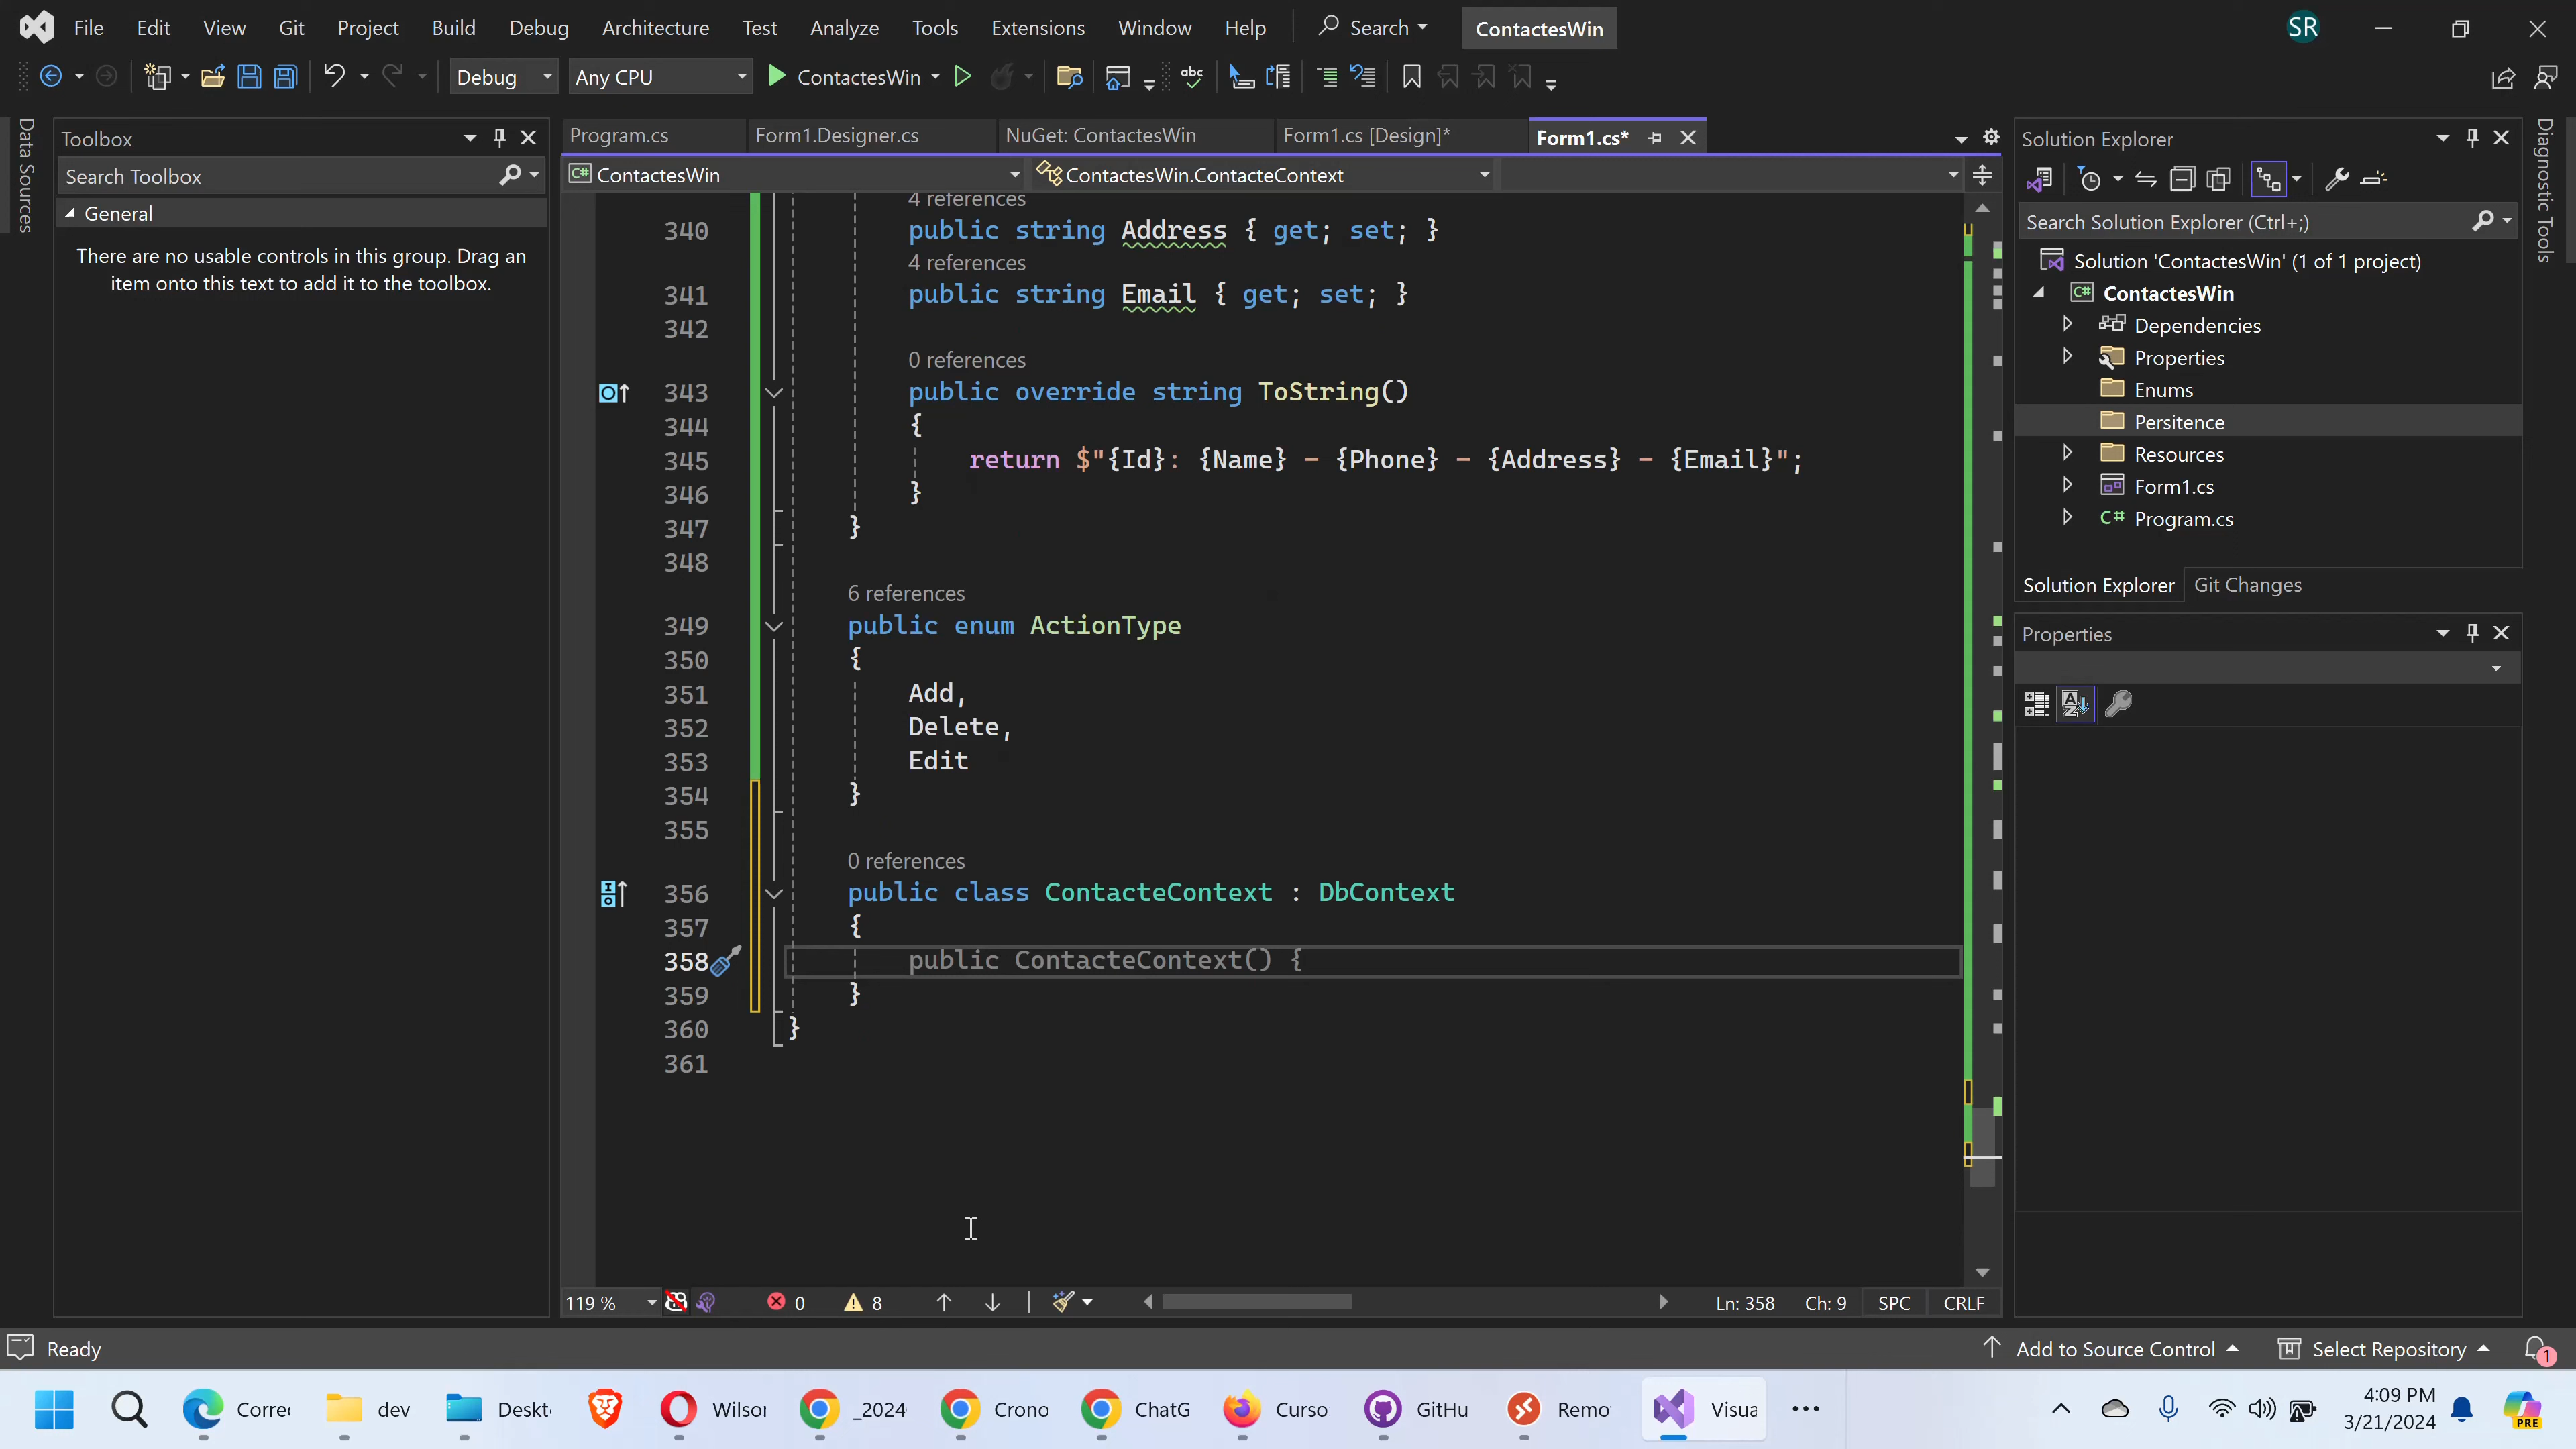 File Edit View Git Project Build Debug Architecture Test Analyze Tools Extensions Window Help Search ContactesWin SR
Debug Any CPU ContactesWin
Data Sources
Toolbox
Search Toolbox
General
There are no usable controls in this group. Drag an
item onto this text to add it to the toolbox.
Program.cs Form1.Designer.cs NuGet: ContactesWin Form1.cs [Design]* Form1.cs*
ContactesWin ContactesWin.ContacteContext
4 references
340 public string Address { get; set; }
4 references
341 public string Email { get; set; }
342
0 references
343 public override string ToString()
344 {
345 return $"{Id}: {Name} - {Phone} - {Address} - {Email}";
346 }
347 }
348
6 references
349 public enum ActionType
350 {
351 Add,
352 Delete,
353 Edit
354 }
355
0 references
356 public class ContacteContext : DbContext
357 {
358 public ContacteContext() {
359 }
360 }
361
119 % 0 8 Ln: 358 Ch: 9 SPC CRLF
Solution Explorer
Search Solution Explorer (Ctrl+;)
Solution 'ContactesWin' (1 of 1 project)
ContactesWin
Dependencies
Properties
Enums
Persitence
Resources
Form1.cs
C# Program.cs
Solution Explorer Git Changes
Properties
Diagnostic Tools
Ready Add to Source Control Select Repository 1
Correc dev Deskto Wilsor _2024 Crono ChatG Curso GitHu Remo Visua
4:09 PM
3/21/2024
PRE